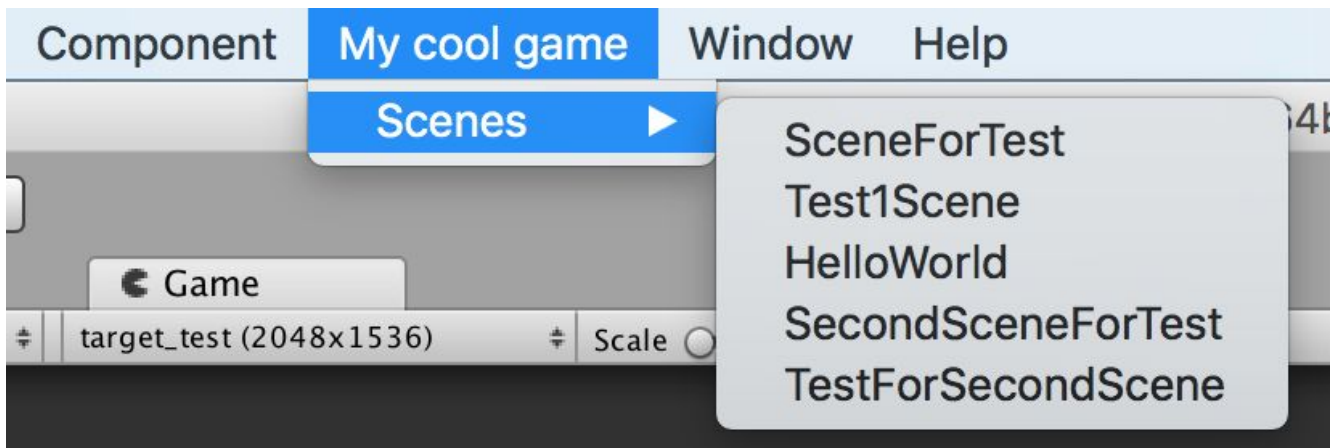 Component My cool game Window Help
Scenes
SceneForTest
Test1Scene
HelloWorld
SecondSceneForTest
TestForSecondScene
Game
target_test (2048x1536) Scale